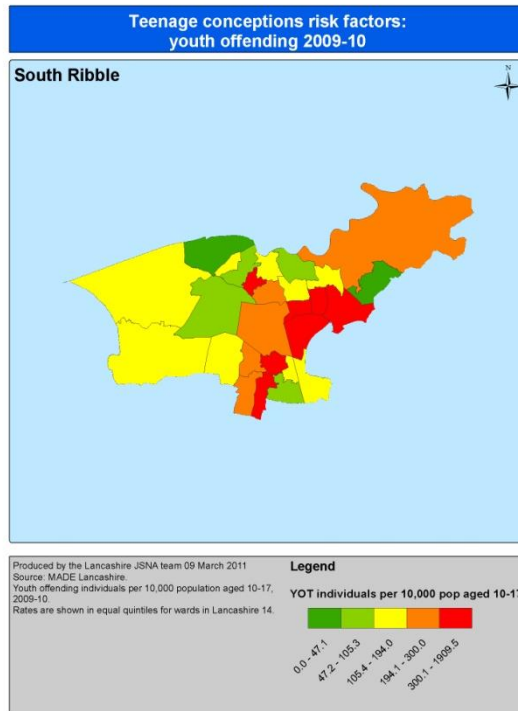 Teenage conceptions risk factors:
youth offending 2009-10
South Ribble
N
Produced by the Lancashire JSNA team 09 March 2011
Source: MADE Lancashire.
Youth offending individuals per 10,000 population aged 10-17,
2009-10.
Rates are shown in equal quintiles for wards in Lancashire 14.
Legend
YOT individuals per 10,000 pop aged 10-17
0.0 - 47.1
47.2 - 105.3
105.4 - 194.0
194.1 - 300.0
300.1 - 1909.5